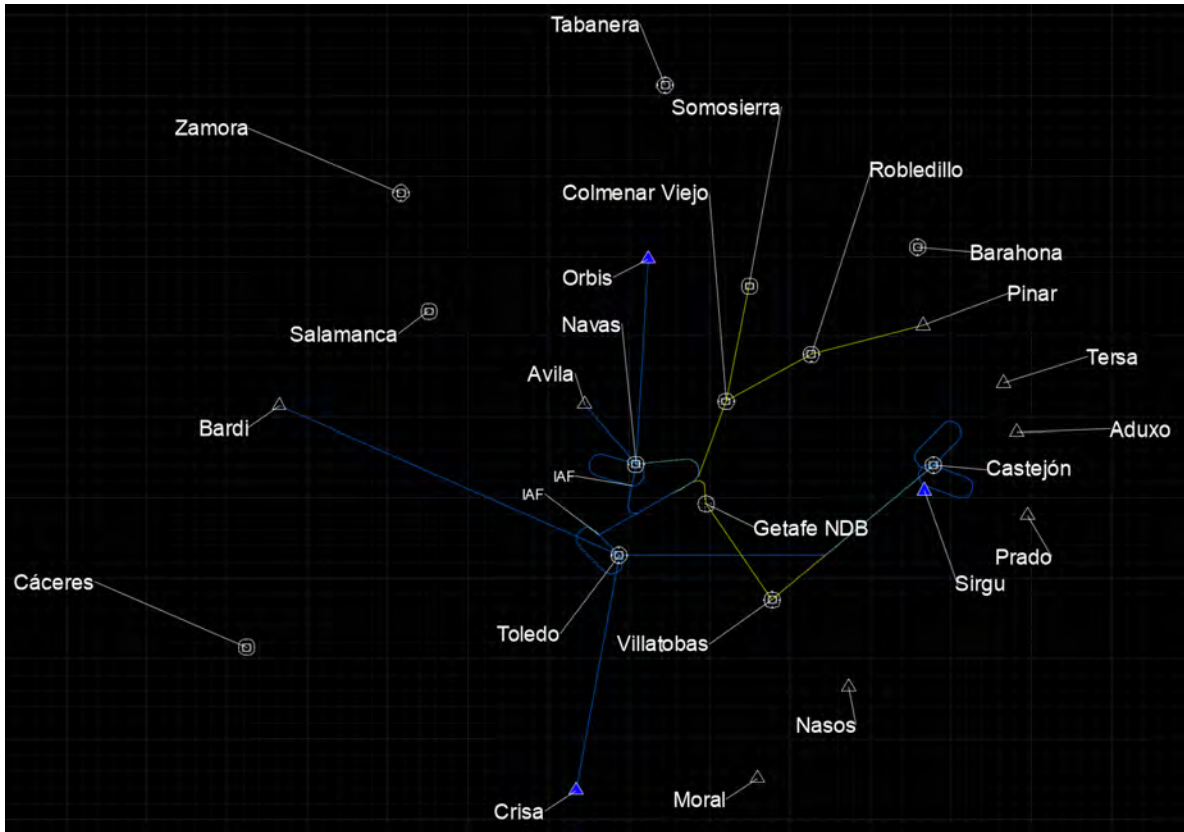 Tabanera
Somosierra
Zamora
Robledillo
Colmenar Viejo
Barahona
Orbis
Pinar
Navas
Salamanca
Tersa
Avila
Bardi
Aduxo
Castejón
IAF
IAF
Getafe NDB
Prado
Cáceres
Sirgu
Toledo
Villatobas
Nasos
Moral
Crisa